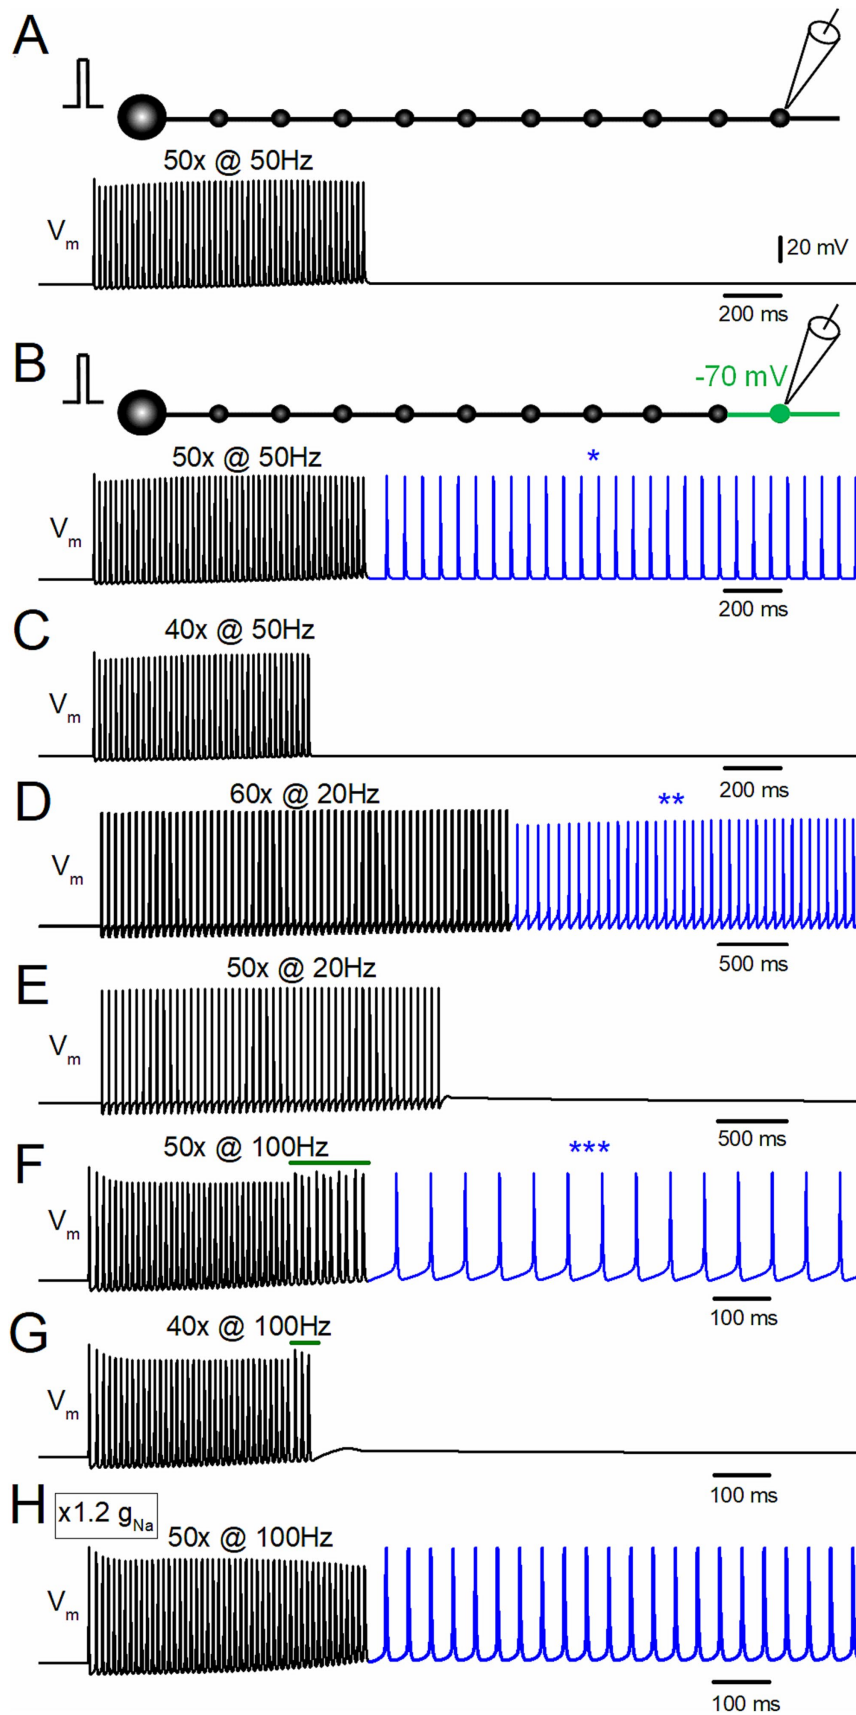 A
50x @ 50Hz
Vm
20 mV
200 ms
B
-70 mV
50x @ 50Hz
*
Vm
200 ms
C
40x @ 50Hz
Vm
200 ms
D
60x @ 20Hz
**
Vm
500 ms
E
50x @ 20Hz
Vm
500 ms
F
50x @ 100Hz
***
Vm
100 ms
G
40x @ 100Hz
Vm
100 ms
H
x1.2 gNa
50x @ 100Hz
Vm
100 ms